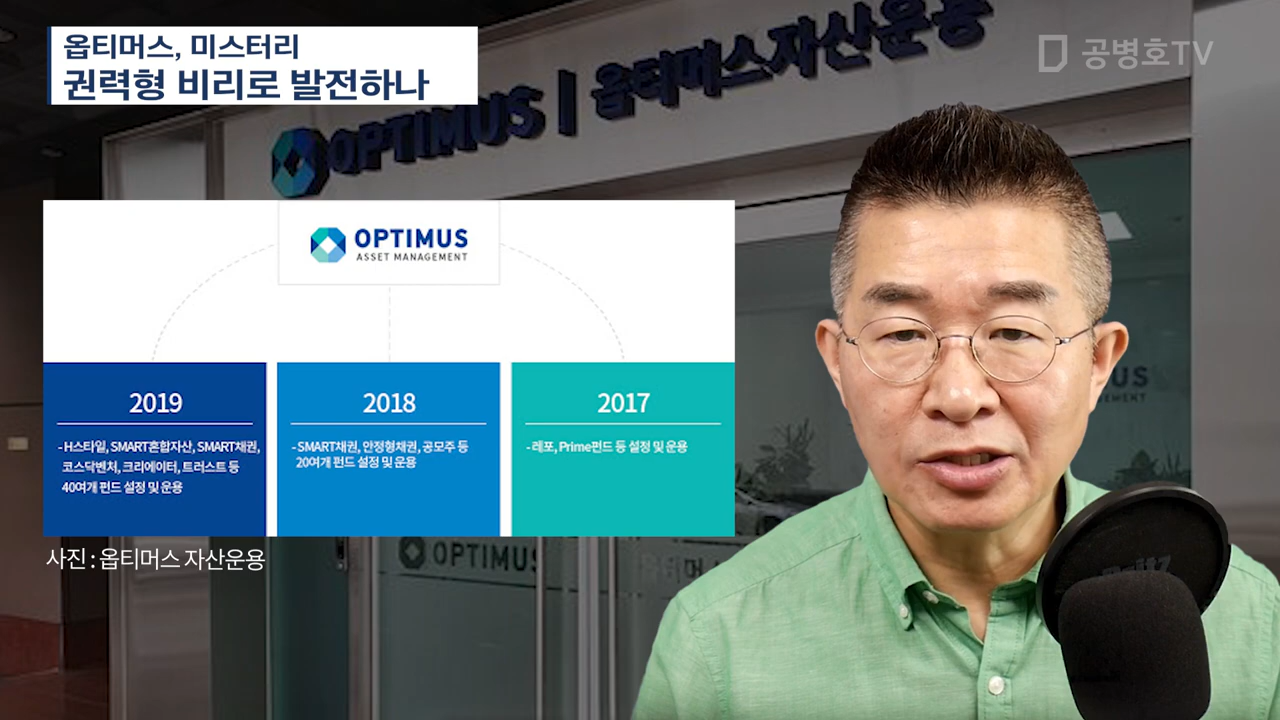 옵티머스, 미스터리
권력형 비리로 발전하나
공병호TV
OPTIMUS | 옵티머스자산운용
OPTIMUS
ASSET MANAGEMENT
2019
- H스타일, SMART혼합자산, SMART채권,
코스닥벤처, 크리에이터, 트러스트 등
40여개 펀드 설정 및 운용
2018
- SMART채권, 안정형채권, 공모주 등
20여개 펀드 설정 및 운용
2017
- 레포, Prime펀드 등 설정 및 운용
사진 : 옵티머스 자산운용
OPTIMUS